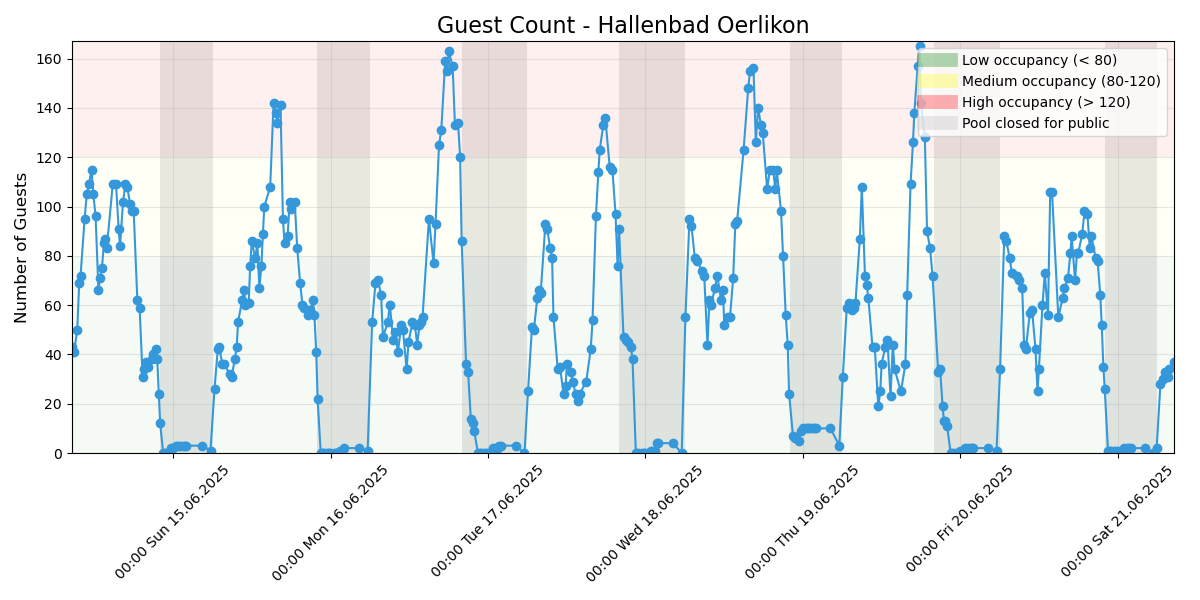 Guest Count - Hallenbad Oerlikon
Number of Guests
160
140
120
100
80
60
40
20
0
Low occupancy (< 80)
Medium occupancy (80-120)
High occupancy (> 120)
Pool closed for public
00:00 Sun 15.06.2025
00:00 Mon 16.06.2025
00:00 Tue 17.06.2025
00:00 Wed 18.06.2025
00:00 Thu 19.06.2025
00:00 Fri 20.06.2025
00:00 Sat 21.06.2025